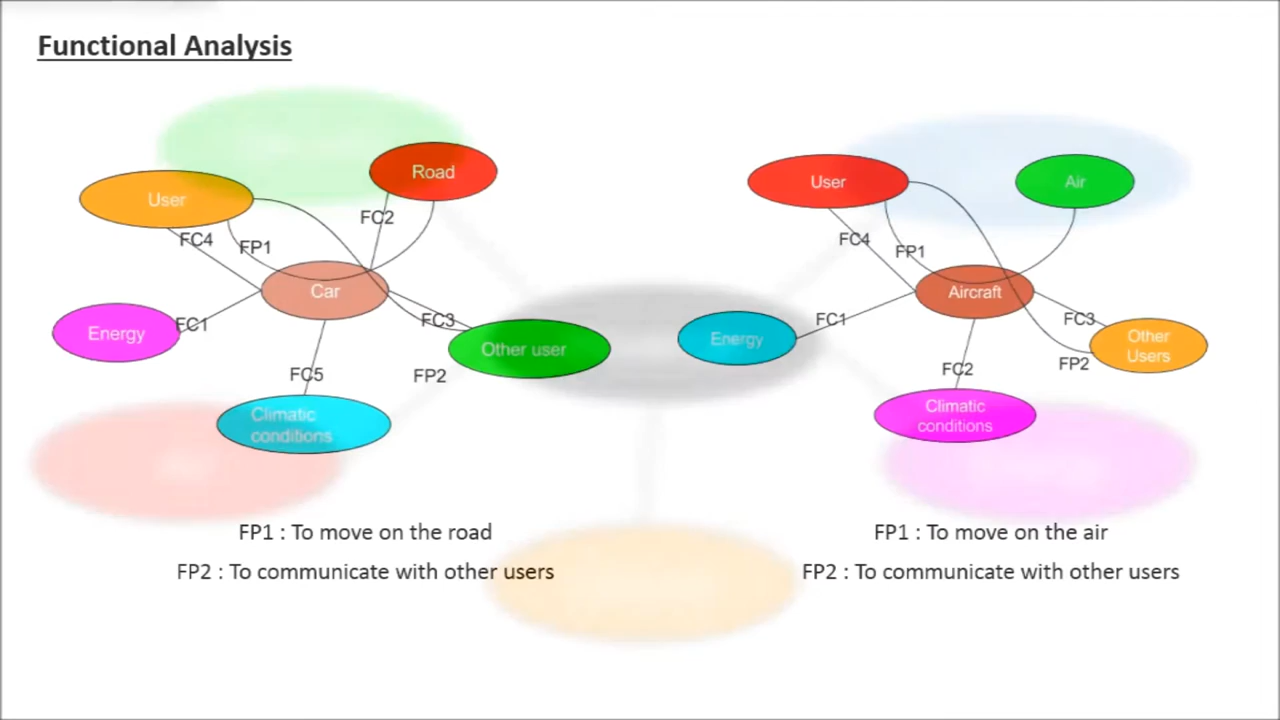 Functional Analysis
Road
User
FC2
FC4
FP1
Car
FC1
Energy
FC3
Other user
FC5
FP2
Climatic
conditions
User
Air
FC4
FP1
Aircraft
FC1
FC3
Energy
Other
Users
FC2
FP2
Climatic
conditions
FP1 : To move on the road
FP2 : To communicate with other users
FP1 : To move on the air
FP2 : To communicate with other users